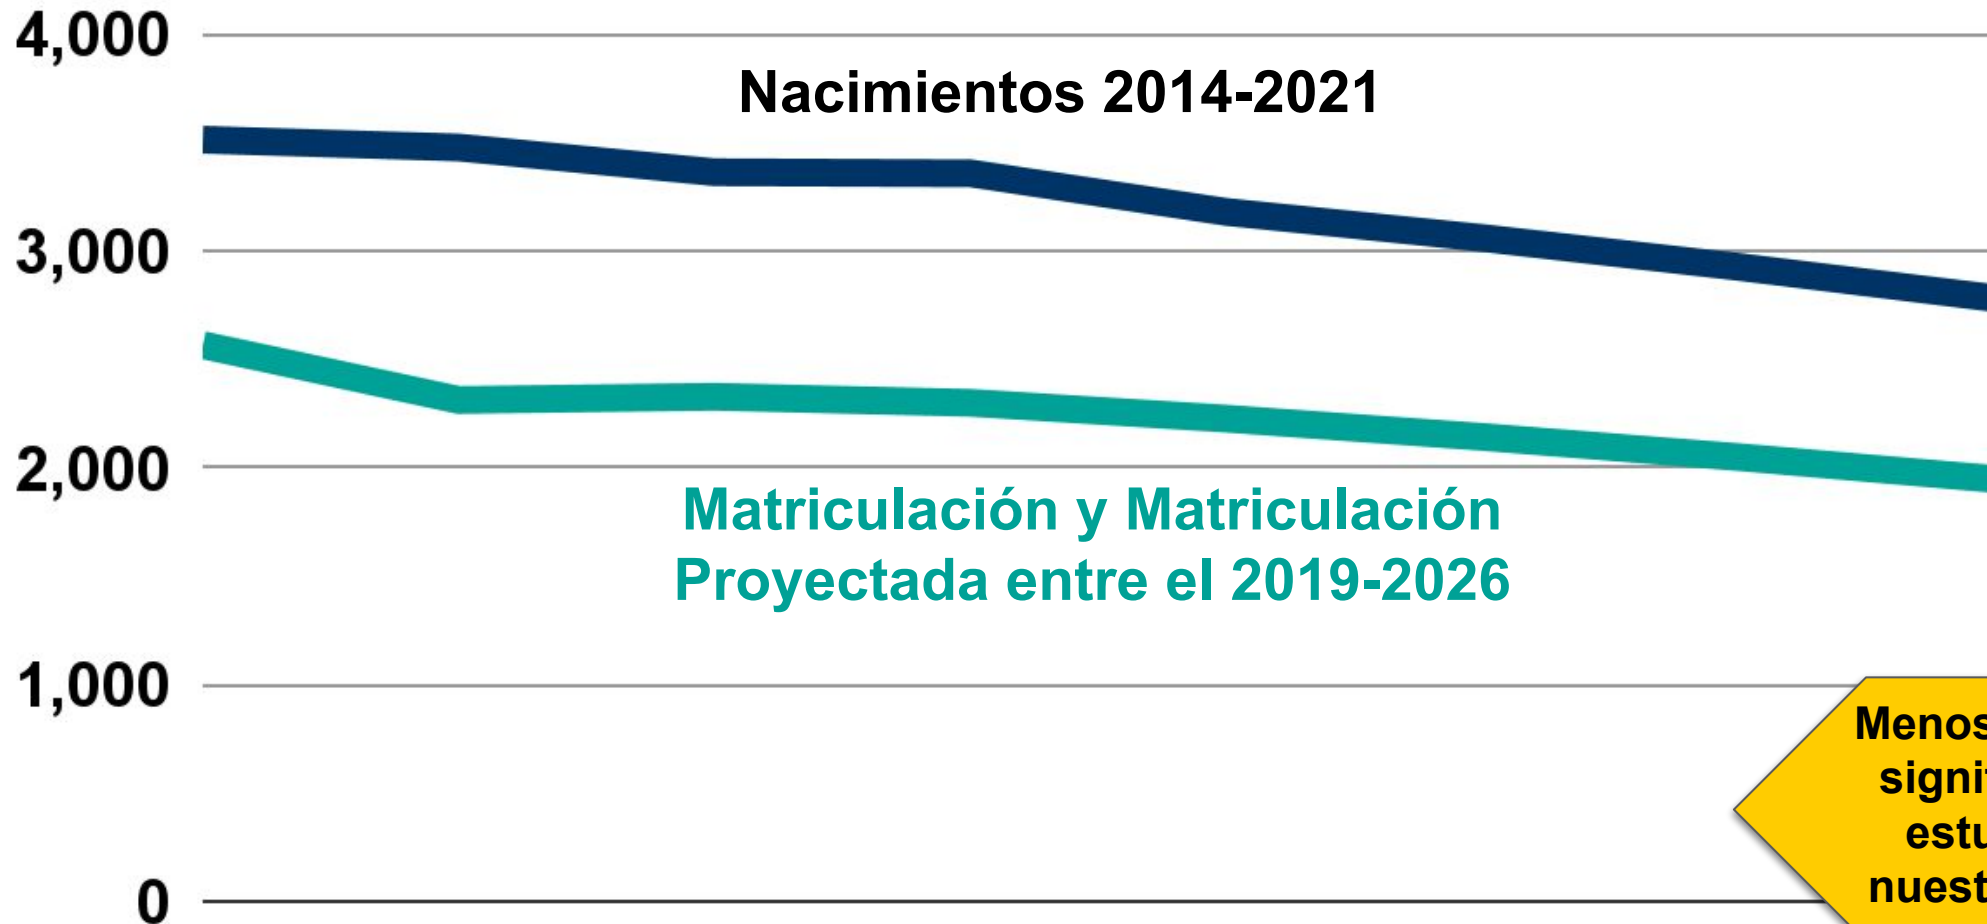 4,000
Nacimientos 2014-2021
3,000
2,000
Matriculación y Matriculación
Proyectada entre el 2019-2026
1,000
Menos
0